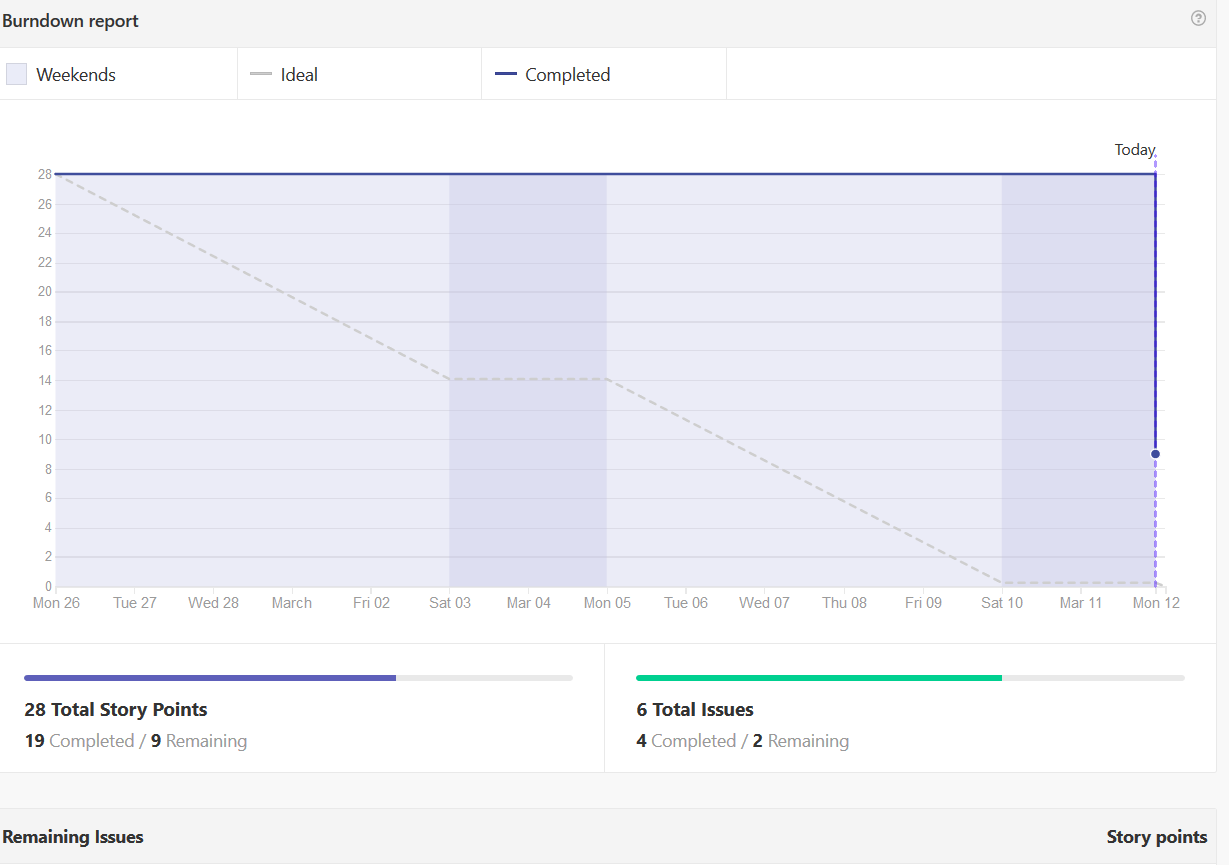 Burndown report
Weekends
Ideal
Completed
Today
28
26
24
22
20
18
16
14
12
10
8
6
4
2
0
Mon 26 Tue 27 Wed 28 March Fri 02 Sat 03 Mar 04 Mon 05 Tue 06 Wed 07 Thu 08 Fri 09 Sat 10 Mar 11 Mon 12
28 Total Story Points
19 Completed / 9 Remaining
6 Total Issues
4 Completed / 2 Remaining
Remaining Issues Story points